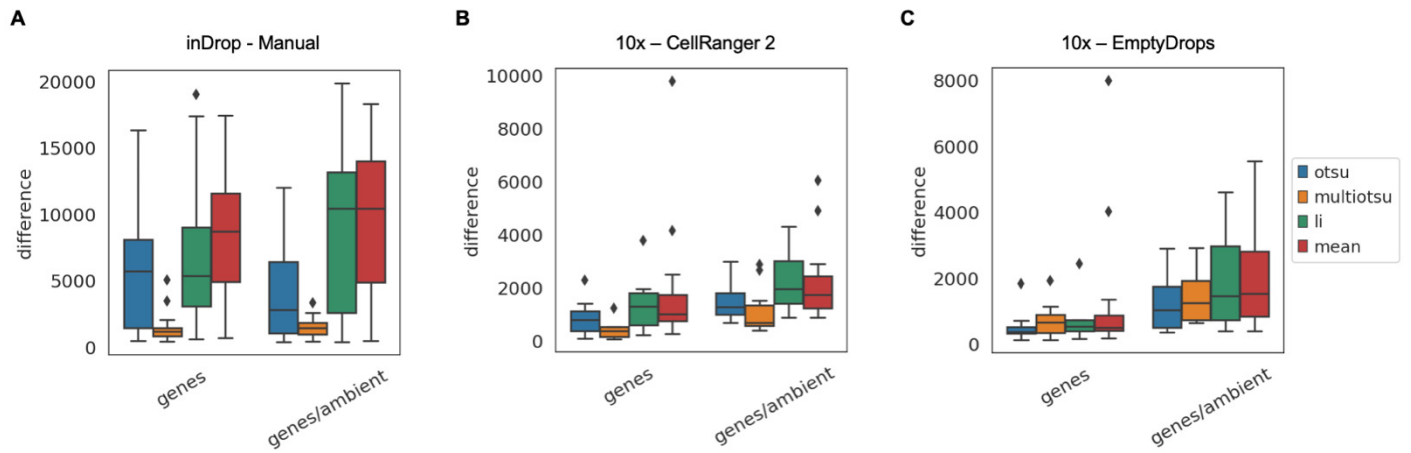 A
inDrop - Manual
20000
15000
10000
5000
0
difference
genes
genes/ambient
B
10x – CellRanger 2
10000
8000
6000
4000
2000
0
difference
genes
genes/ambient
C
10x – EmptyDrops
8000
6000
4000
2000
0
difference
genes
genes/ambient
otsu
multiotsu
li
mean